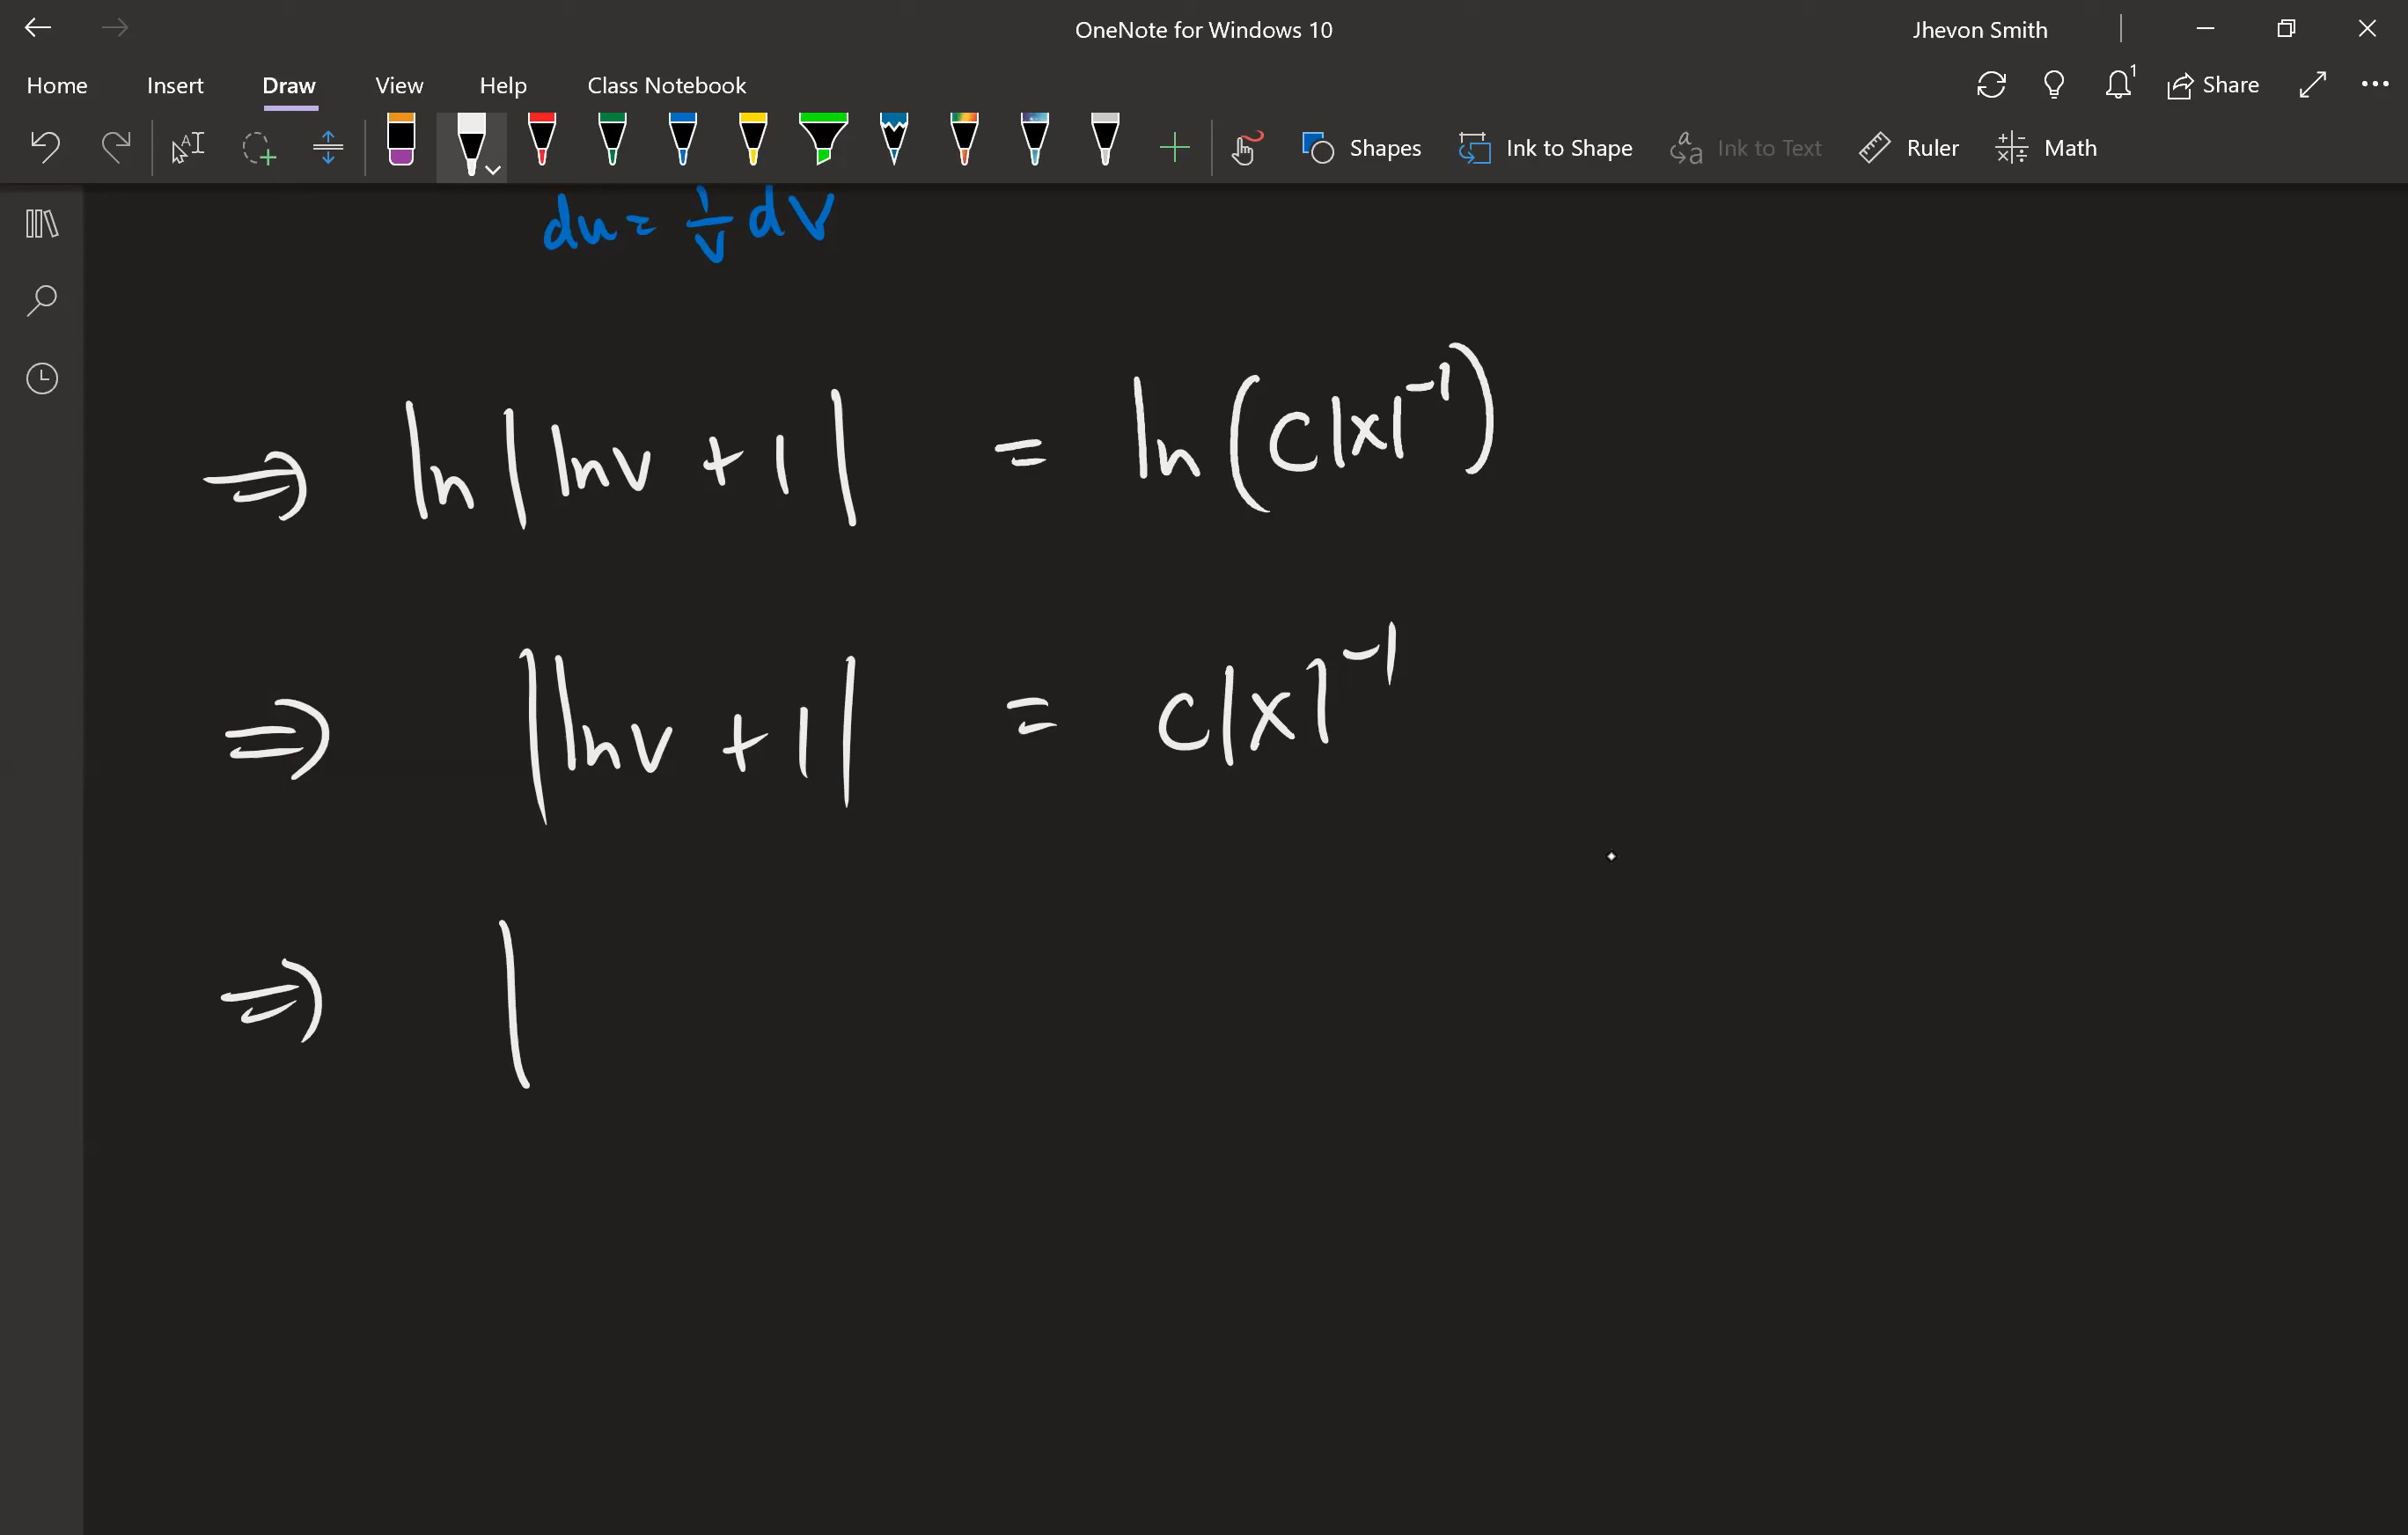 OneNote for Windows 10
Jhevon Smith
Home Insert Draw View Help Class Notebook
1 Share
Shapes Ink to Shape Ink to Text Ruler Math
du = 1/v dv
⇒ ln|lnv + 1| = ln(c|x|⁻¹)
⇒ |lnv + 1| = c|x|⁻¹
⇒ |